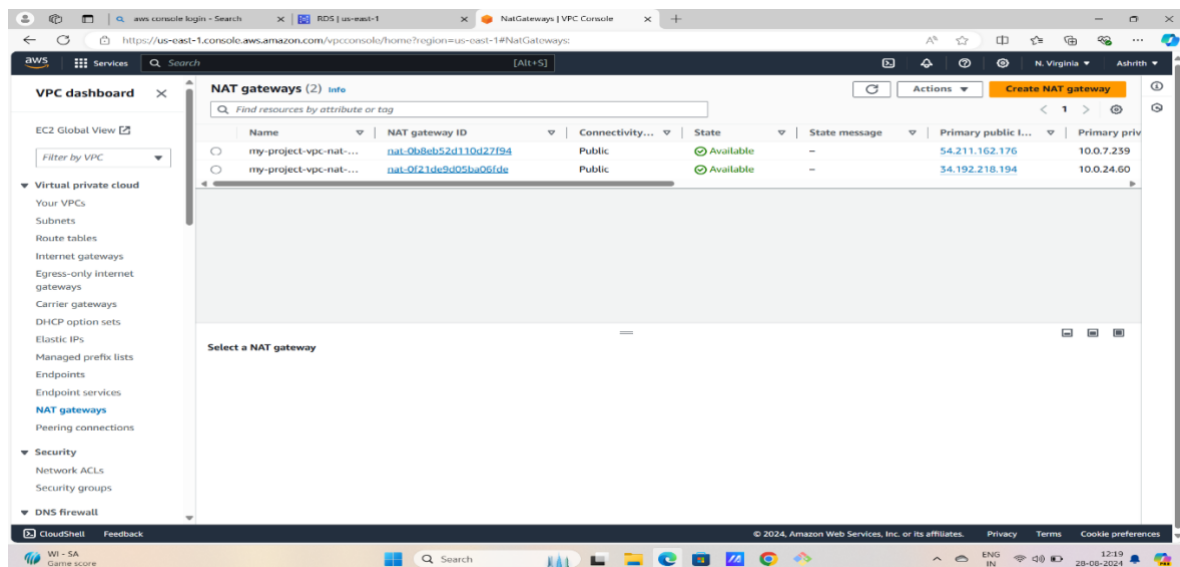 aws console login - Search
RDS | us-east-1
NatGateways | VPC Console
https://us-east-1.console.aws.amazon.com/vpcconsole/home?region=us-east-1#NatGateways:
aws Services Search [Alt+S] N. Virginia Ashrith
VPC dashboard
EC2 Global View
Filter by VPC
Virtual private cloud
Your VPCs
Subnets
Route tables
Internet gateways
Egress-only internet
gateways
Carrier gateways
DHCP option sets
Elastic IPs
Managed prefix lists
Endpoints
Endpoint services
NAT gateways
Peering connections
Security
Network ACLs
Security groups
DNS firewall
NAT gateways (2) Info Actions Create NAT gateway
Find resources by attribute or tag 1
Name NAT gateway ID Connectivity... State State message Primary public I... Primary priv
my-project-vpc-nat-... nat-0b8eb52d110d27f94 Public Available – 54.211.162.176 10.0.7.239
my-project-vpc-nat-... nat-0f21de9d05ba06fde Public Available – 34.192.218.194 10.0.24.60
Select a NAT gateway
CloudShell Feedback © 2024, Amazon Web Services, Inc. or its affiliates. Privacy Terms Cookie preferences
WI - SA
Game score
Search
ENG
IN
12:19
28-08-2024